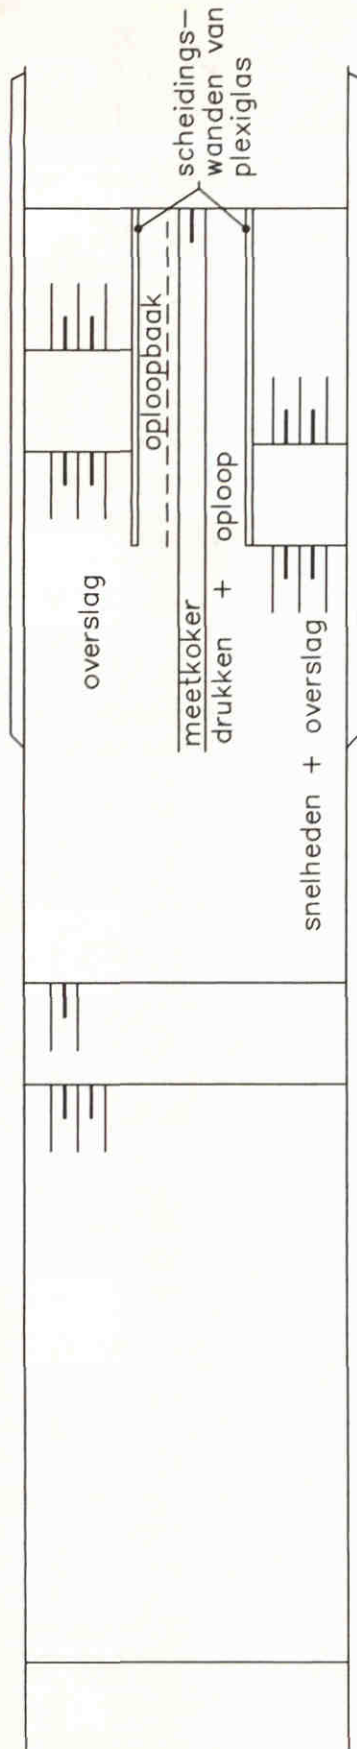 scheidings–
wanden van
plexiglas
oploopbaak
overslag
meetkoker
drukken + oploop
snelheden + overslag